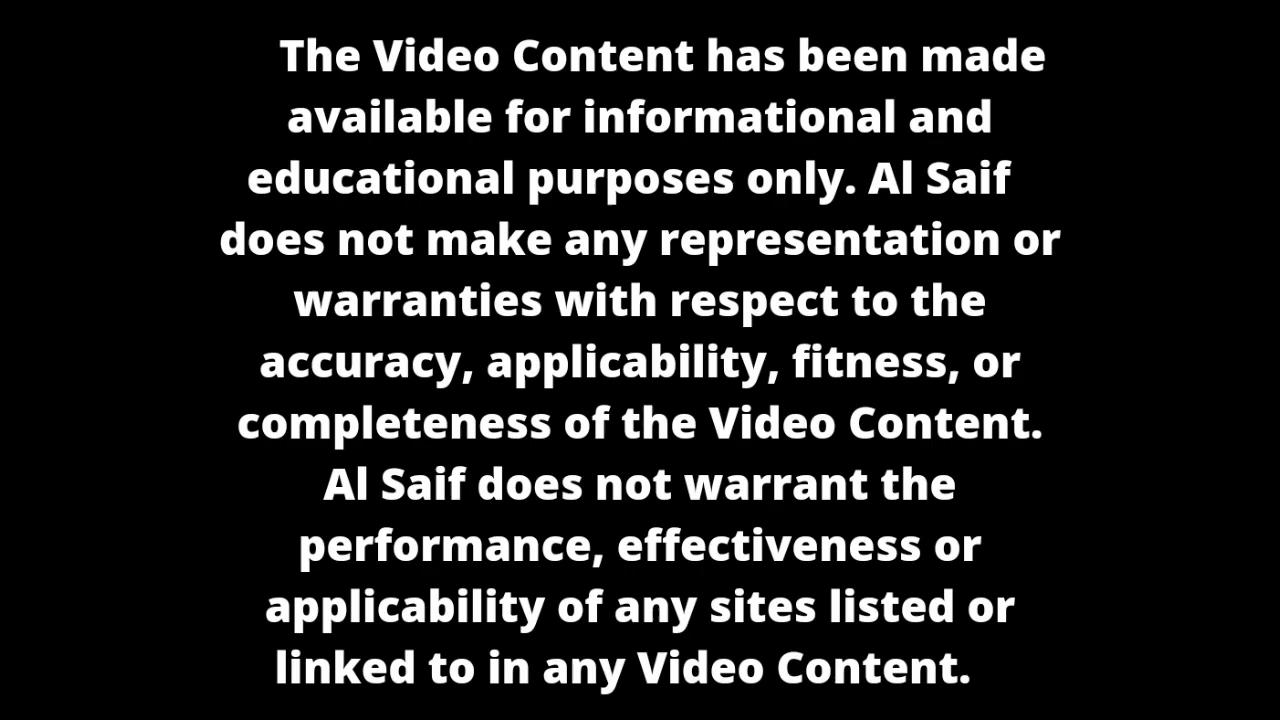 The Video Content has been made
available for informational and
educational purposes only. Al Saif
does not make any representation or
warranties with respect to the
accuracy, applicability, fitness, or
completeness of the Video Content.
Al Saif does not warrant the
performance, effectiveness or
applicability of any sites listed or
linked to in any Video Content.